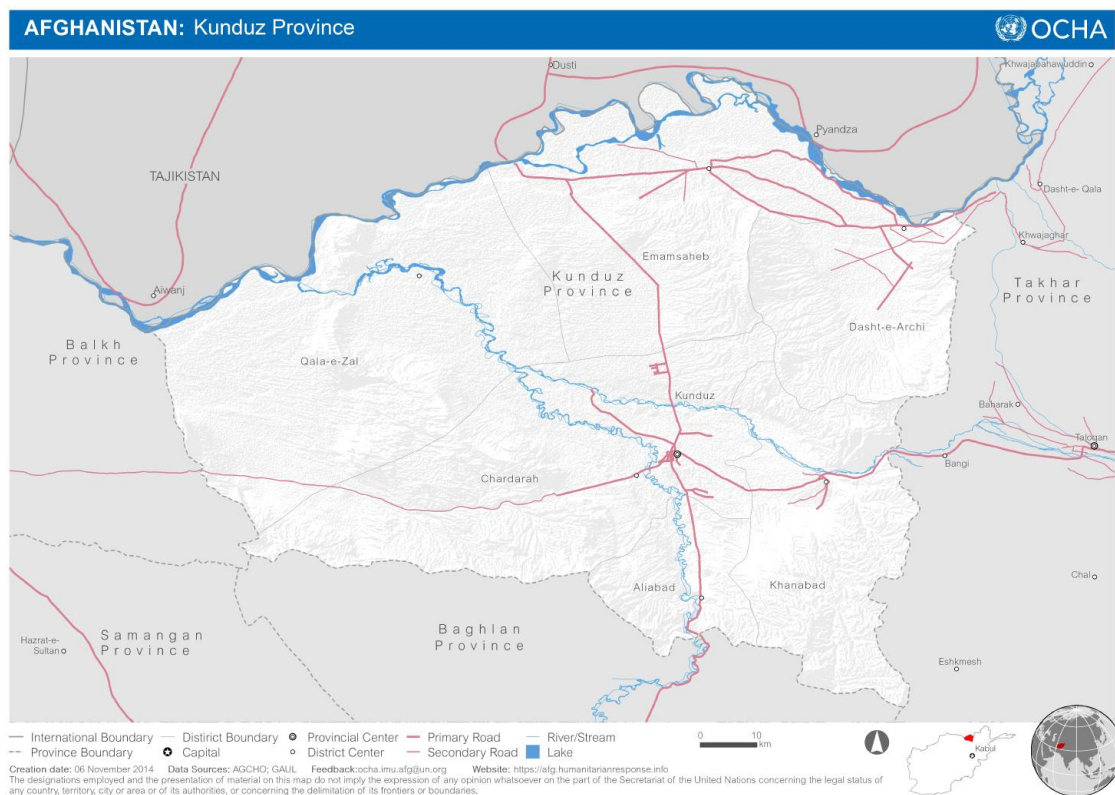 AFGHANISTAN: Kunduz Province
OCHA
Dusti
Khwajabahawuddin
Pyandza
TAJIKISTAN
Dasht-e- Qala
Khwajaghar
Emamsaheb
Kunduz
Province
Takhar
Province
Aiwanj
Dasht-e-Archi
Balkh
Province
Qala-e-Zal
Kunduz
Baharak
Taloqan
Bangi
Chardarah
Chal
Aliabad
Khanabad
Baghlan
Province
Samangan
Province
Hazrat-e-
Sultan
Eshkmesh
International Boundary District Boundary Provincial Center Primary Road River/Stream
Province Boundary Capital District Center Secondary Road Lake
0 10
km
Kabul
Creation date: 06 November 2014 Data Sources: AGCHO; GAUL Feedback:ocha.imu.afg@un.org Website: https://afg.humanitarianresponse.info
The designations employed and the presentation of material on this map do not imply the expression of any opinion whatsoever on the part of the Secretariat of the United Nations concerning the legal status of
any country, territory, city or area or of its authorities, or concerning the delimitation of its frontiers or boundaries.